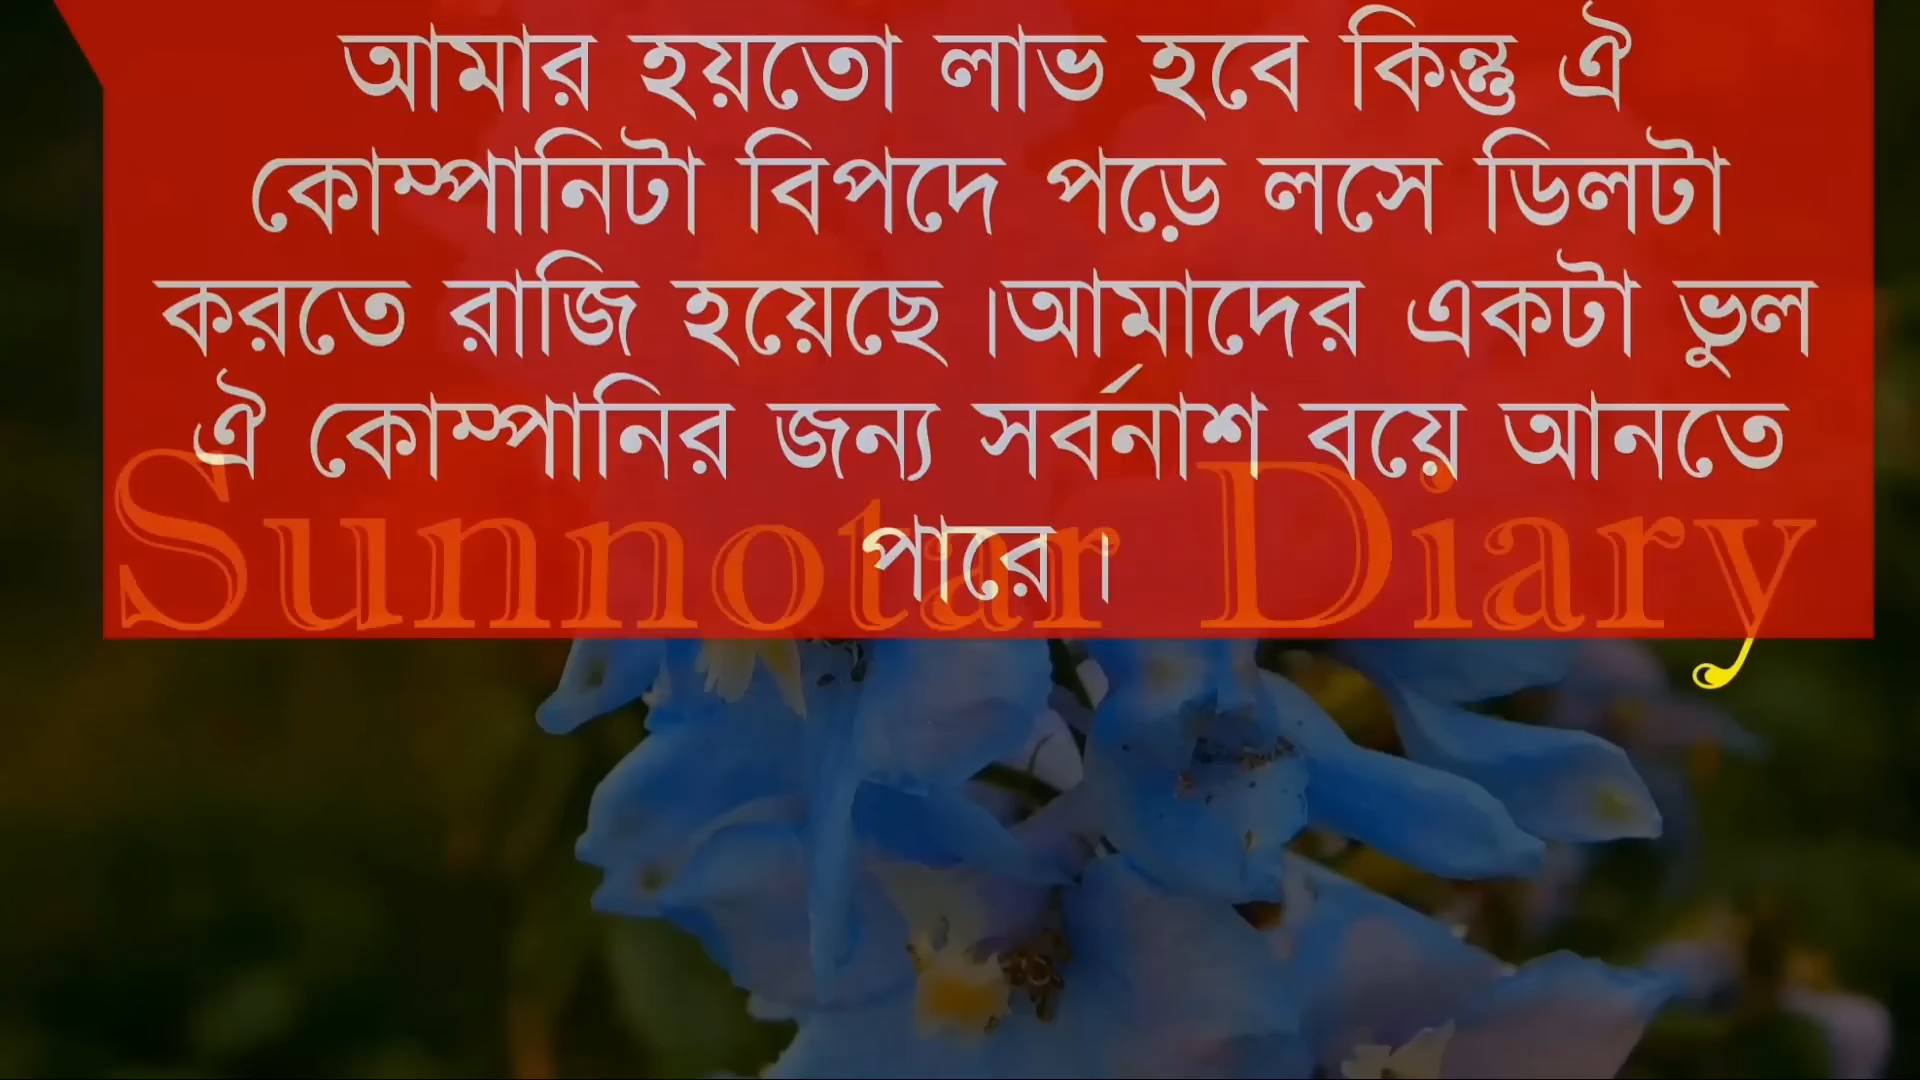 আমার হয়তো লাভ হবে কিন্তু ঐ
কোম্পানিটা বিপদে পড়ে লসে ডিলটা
করতে রাজি হয়েছে ।আমাদের একটা ভুল
ঐ কোম্পানির জন্য সর্বনাশ বয়ে আনতে
পারে ।
Sunnotar Diary